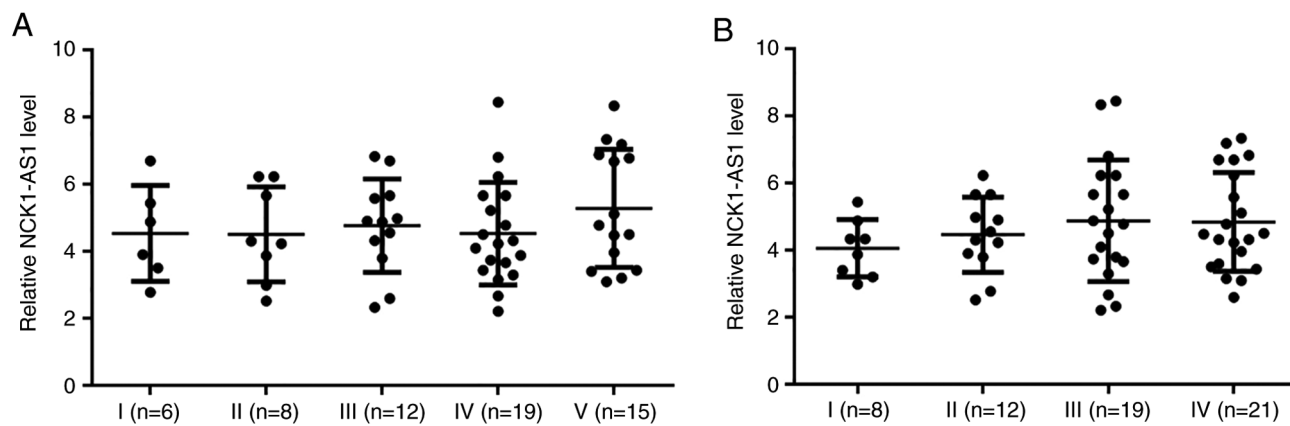 A
Relative NCK1-AS1 level
10
8
6
4
2
0
I (n=6) II (n=8) III (n=12) IV (n=19) V (n=15)
B
Relative NCK1-AS1 level
10
8
6
4
2
0
I (n=8) II (n=12) III (n=19) IV (n=21)